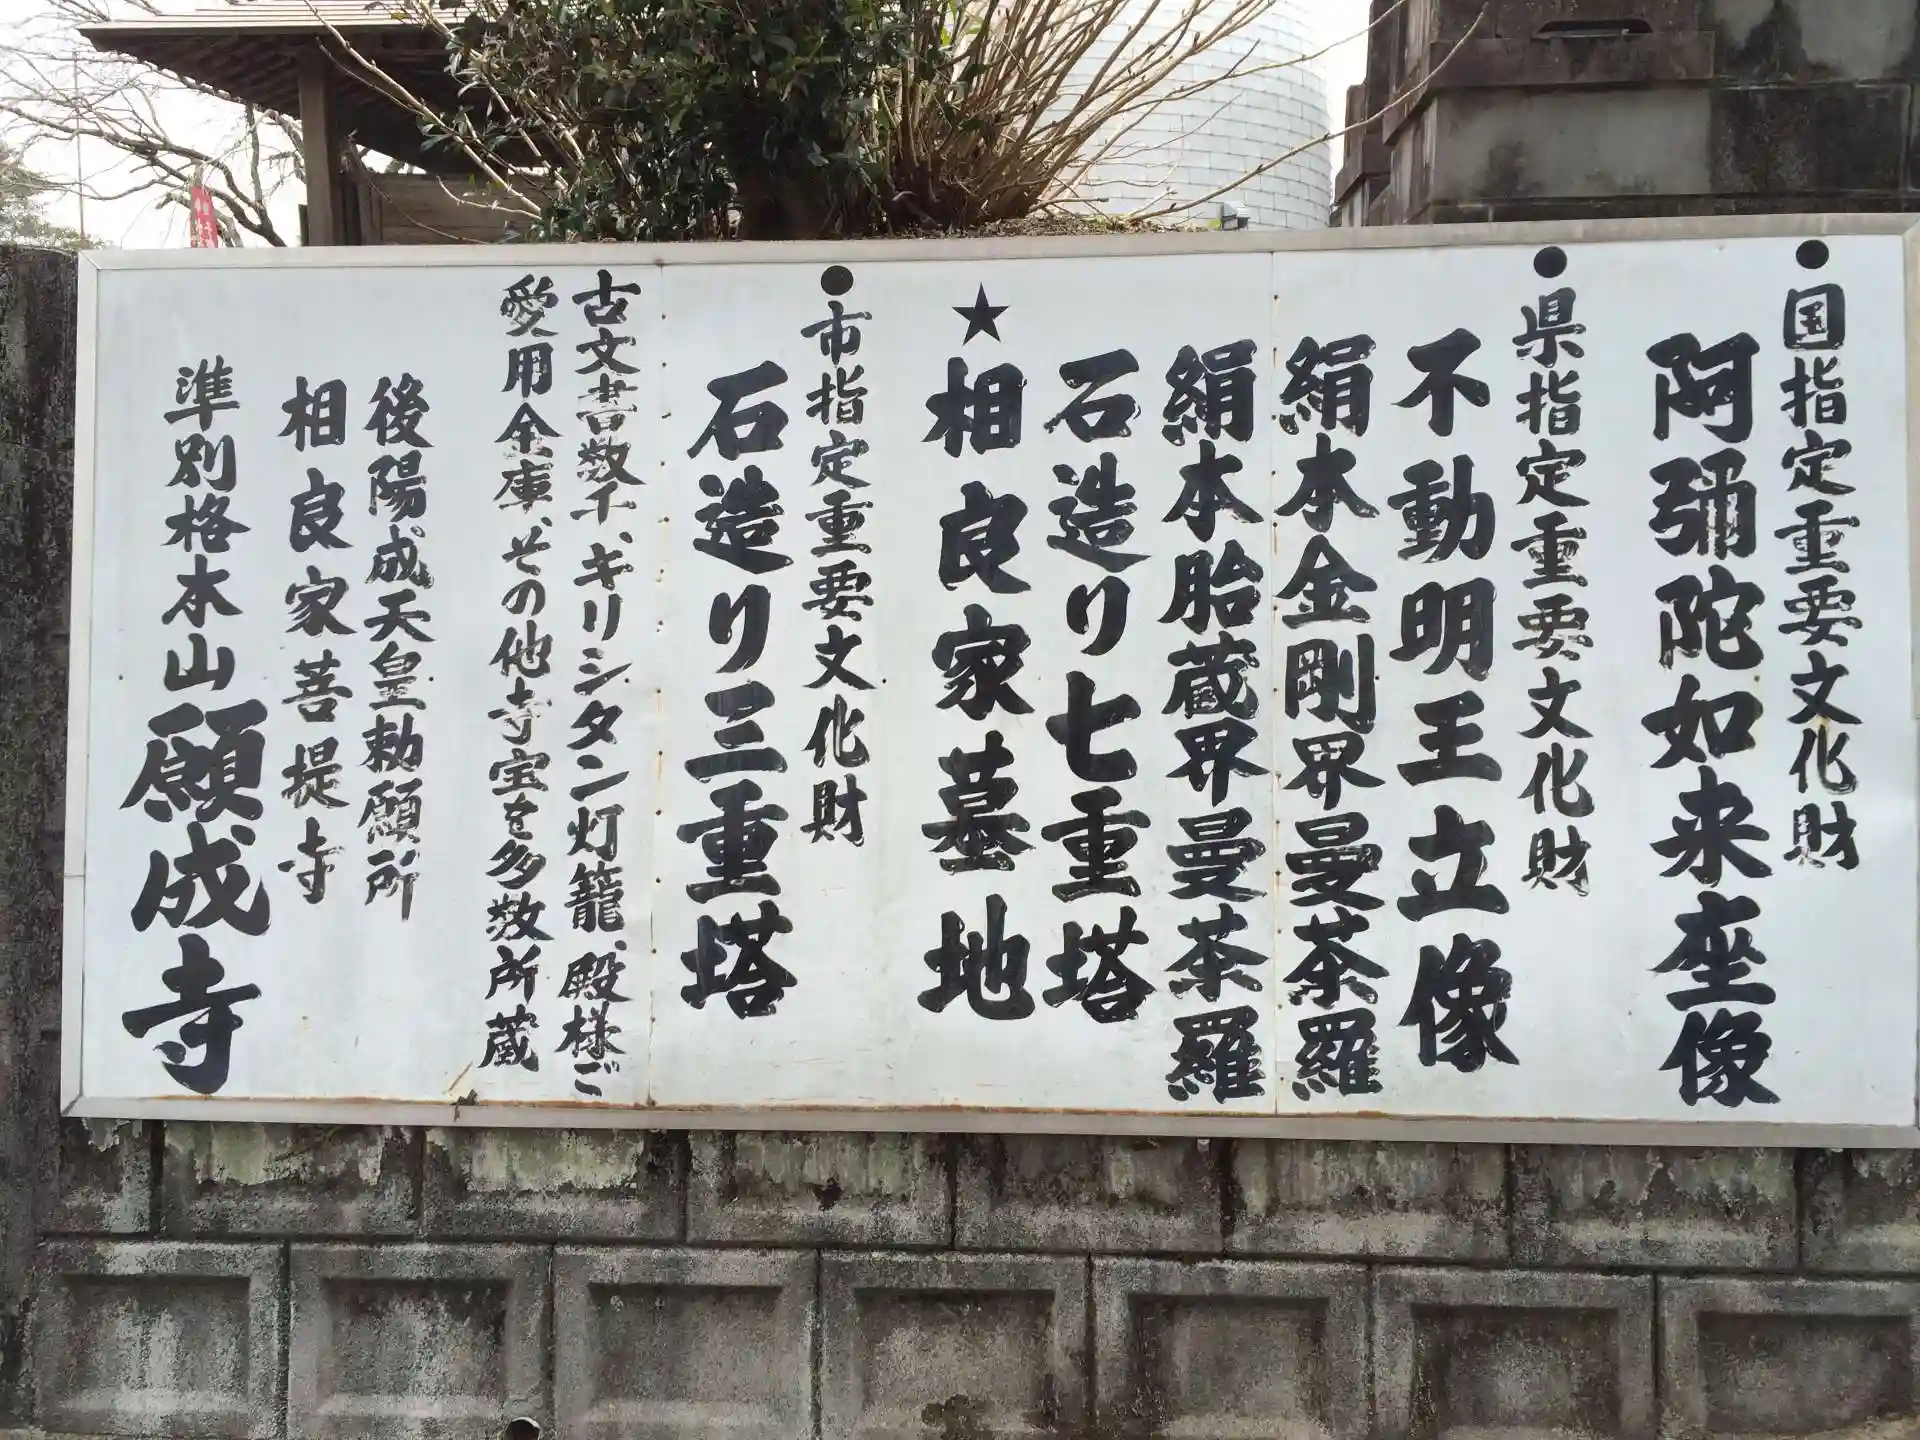 ●国指定重要文化財
阿弥陀如来座像
●県指定重要文化財
不動明王立像
絹本金剛界曼荼羅
絹本胎蔵界曼荼羅
石造り七重塔
★相良家墓地
●市指定重要文化財
石造り三重塔
古文書数千、キリシタン灯籠、殿様ご
愛用金庫、その他寺宝を多数所蔵
後陽成天皇勅願所
相良家菩提寺
準別格本山願成寺